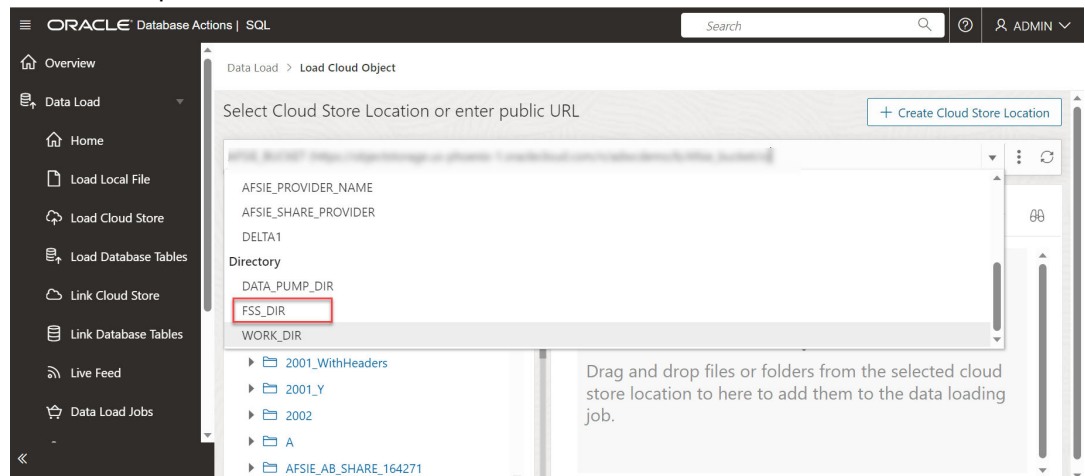 ORACLE Database Actions | SQL
Search
ADMIN
Overview
Data Load
Home
Load Local File
Load Cloud Store
Load Database Tables
Link Cloud Store
Link Database Tables
Live Feed
Data Load Jobs
Data Load > Load Cloud Object
Select Cloud Store Location or enter public URL
+ Create Cloud Store Location
AFSIE_PROVIDER_NAME
AFSIE_SHARE_PROVIDER
DELTA1
Directory
DATA_PUMP_DIR
FSS_DIR
WORK_DIR
2001_WithHeaders
2001_Y
2002
A
AFSIE_AB_SHARE_164271
Drag and drop files or folders from the selected cloud
store location to here to add them to the data loading
job.